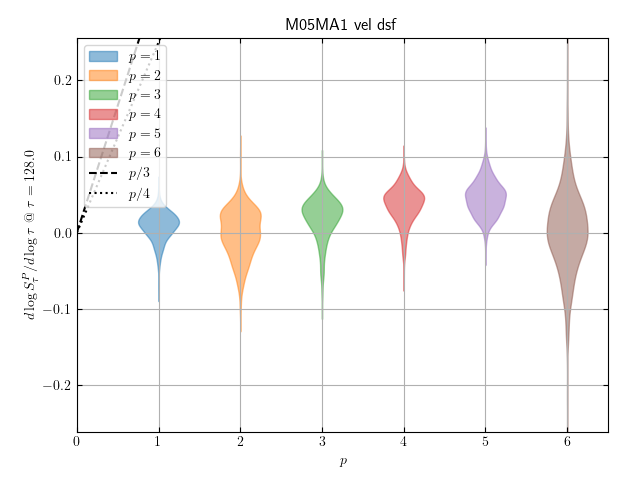 M05MA1 vel dsf
d log S_τ^P / d log τ @ τ = 128.0
0.2
0.1
0.0
−0.1
−0.2
p = 1
p = 2
p = 3
p = 4
p = 5
p = 6
p/3
p/4
0 1 2 3 4 5 6
p